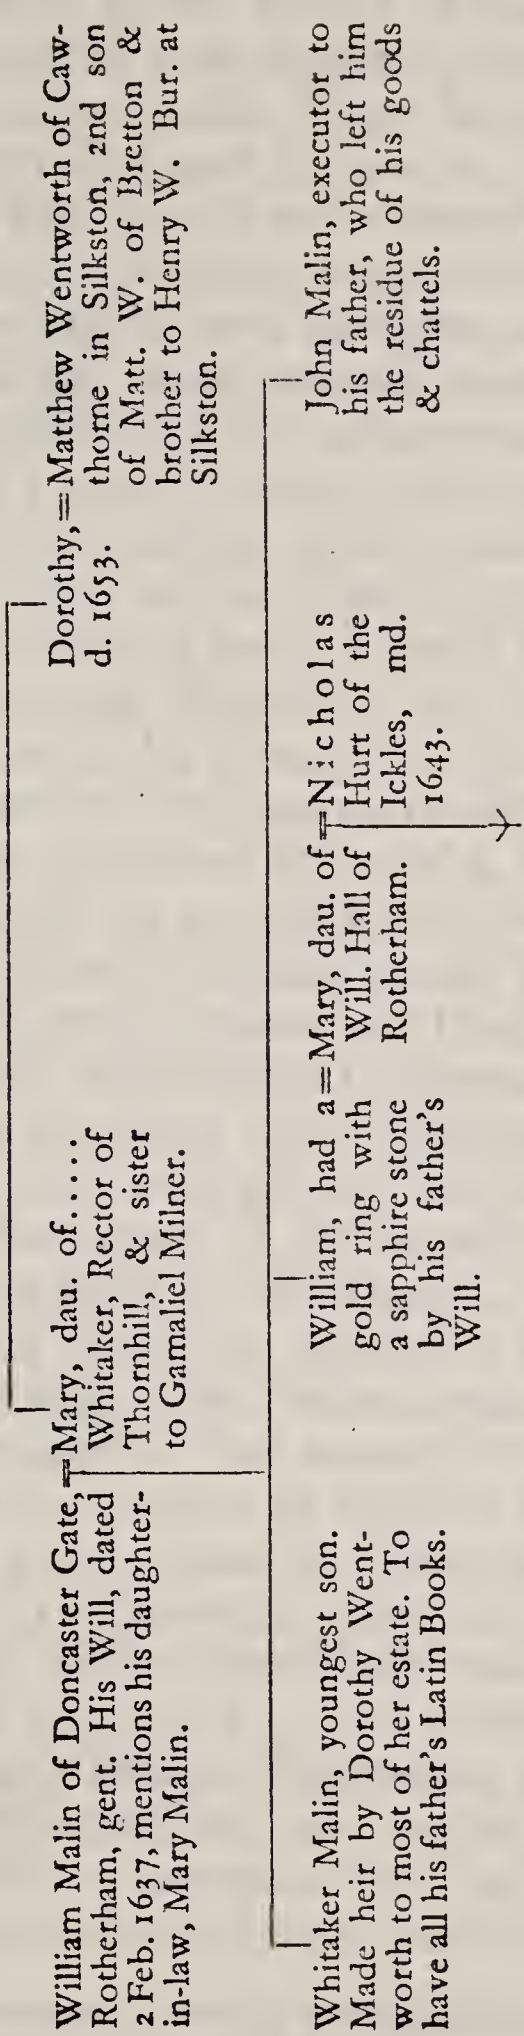 William Malin of Doncaster Gate,
Rotherham, gent. His Will, dated
2 Feb. 1637, mentions his daughter-
in-law, Mary Malin.
=Mary, dau. of.....
Whitaker, Rector of
Thornhill, & sister
to Gamaliel Milner.
Dorothy,
d. 1653.
=Matthew Wentworth of Caw-
thorne in Silkston, 2nd son
of Matt. W. of Bretton &
brother to Henry W. Bur. at
Silkston.
Whitaker Malin, youngest son.
Made heir by Dorothy Went-
worth to most of her estate. To
have all his father's Latin Books.
William, had a
gold ring with
a sapphire stone
by his father's
Will.
=Mary, dau. of
Will. Hall of
Rotherham.
=Nicholas
Hurt of the
Ickles, md.
1643.
John Malin, executor to
his father, who left him
the residue of his goods
& chattels.